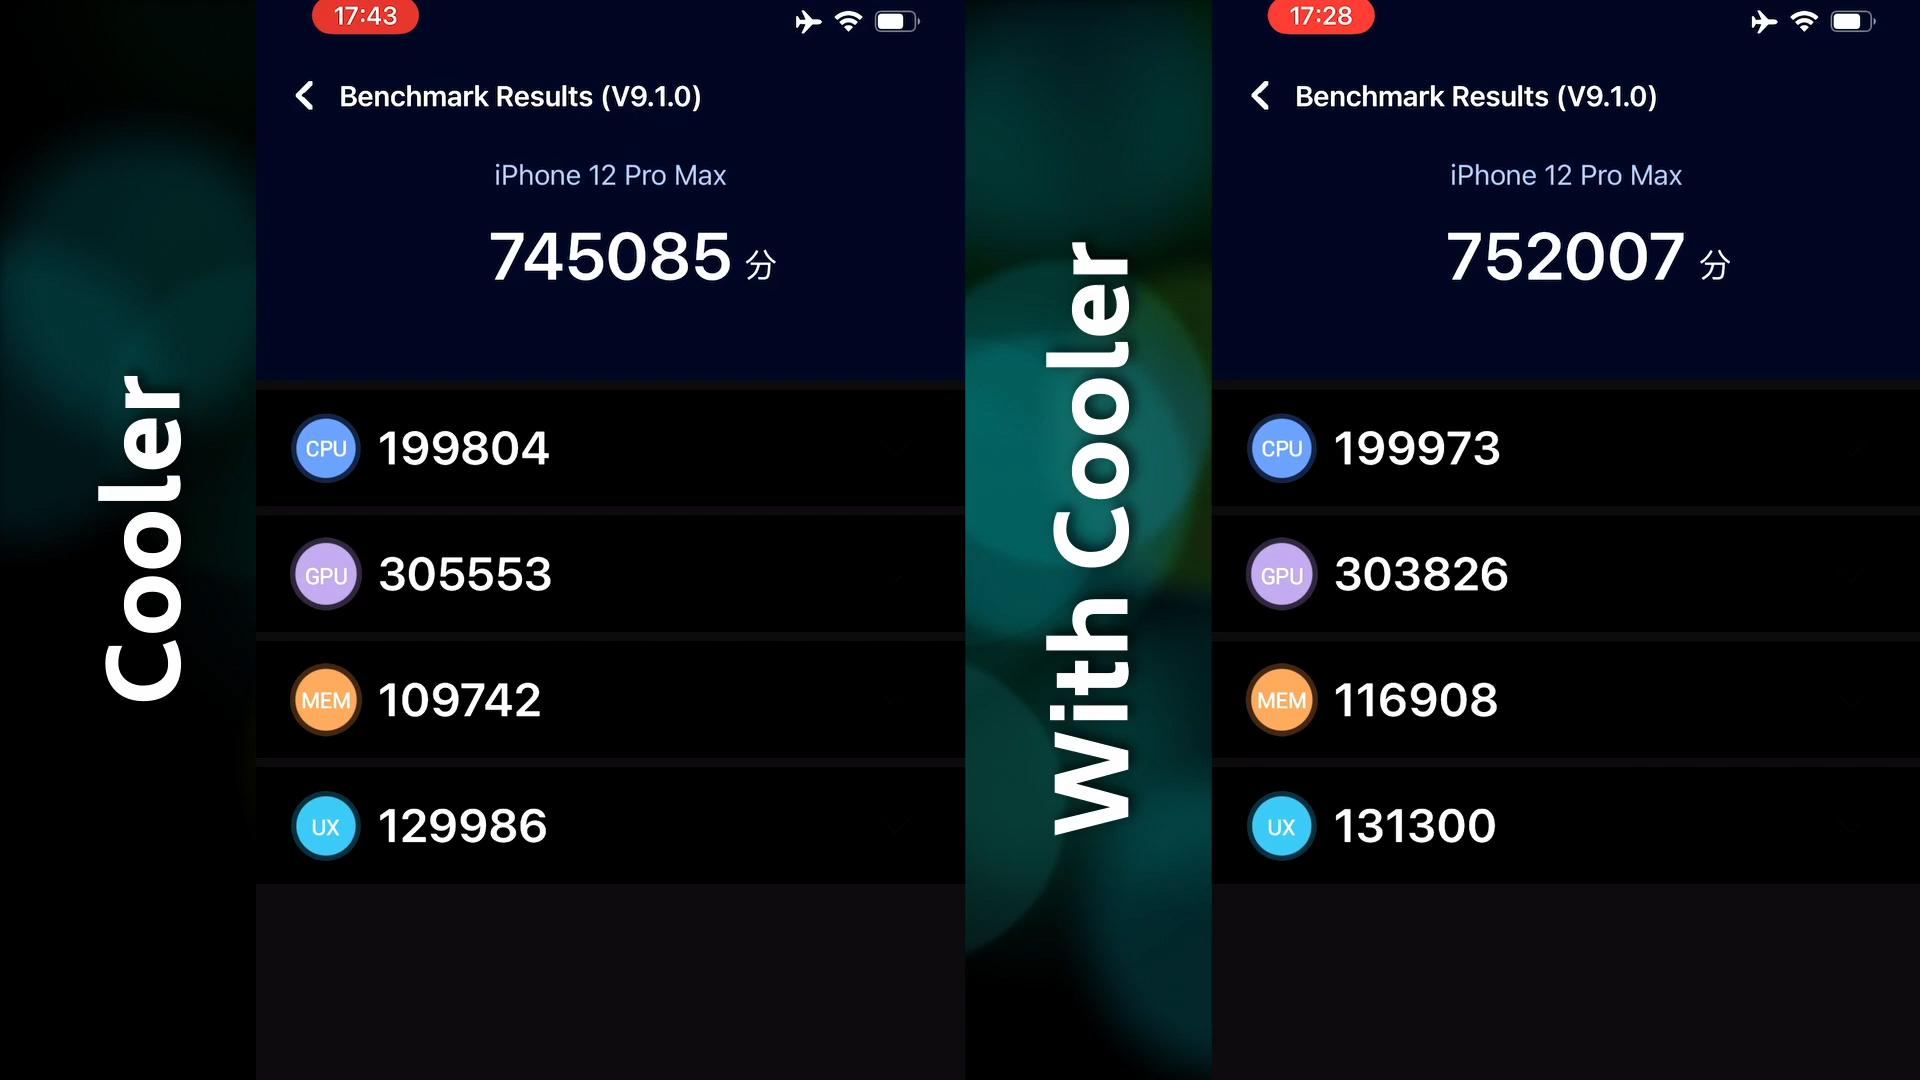 Cooler
17:43
Benchmark Results (V9.1.0)
iPhone 12 Pro Max
745085 分
CPU 199804
GPU 305553
MEM 109742
UX 129986
With Cooler
17:28
Benchmark Results (V9.1.0)
iPhone 12 Pro Max
752007 分
CPU 199973
GPU 303826
MEM 116908
UX 131300